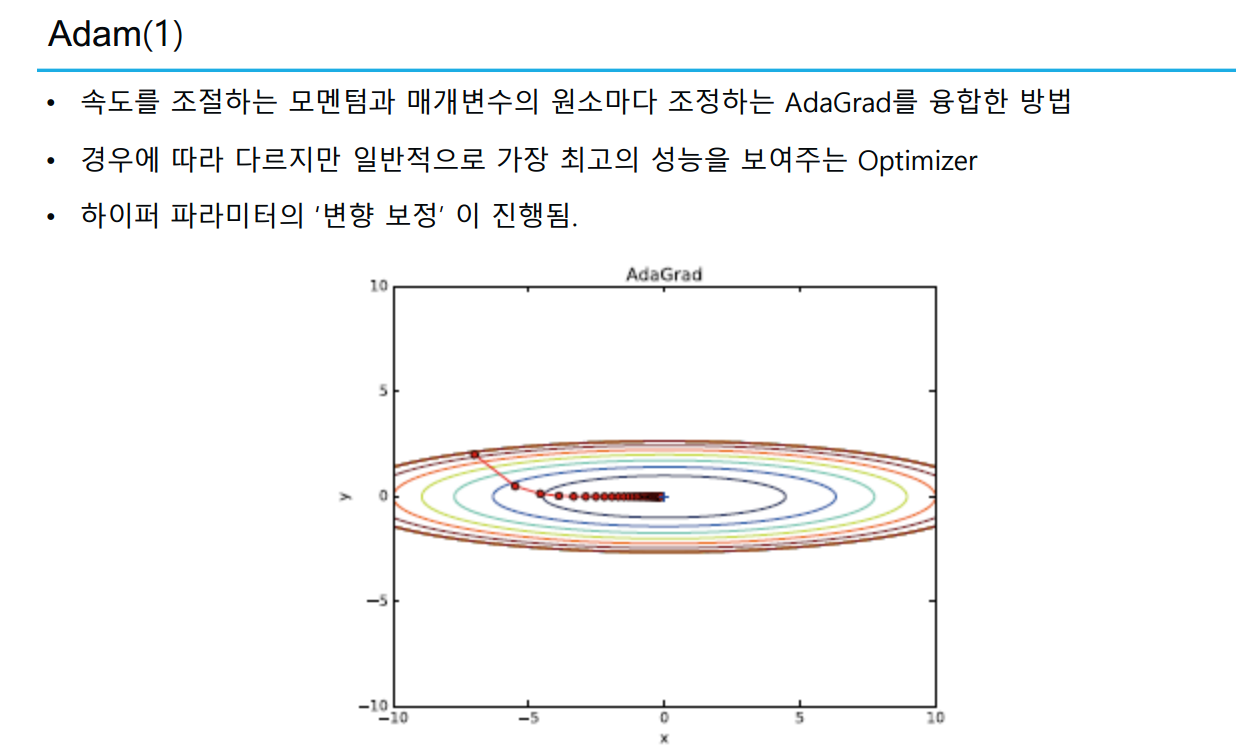 Adam(1)
• 속도를 조절하는 모멘텀과 매개변수의 원소마다 조정하는 AdaGrad를 융합한 방법
• 경우에 따라 다르지만 일반적으로 가장 최고의 성능을 보여주는 Optimizer
• 하이퍼 파라미터의 ‘변향 보정’ 이 진행됨.
AdaGrad
10
5
y
0
−5
−10
−10 −5 0 5 10
x